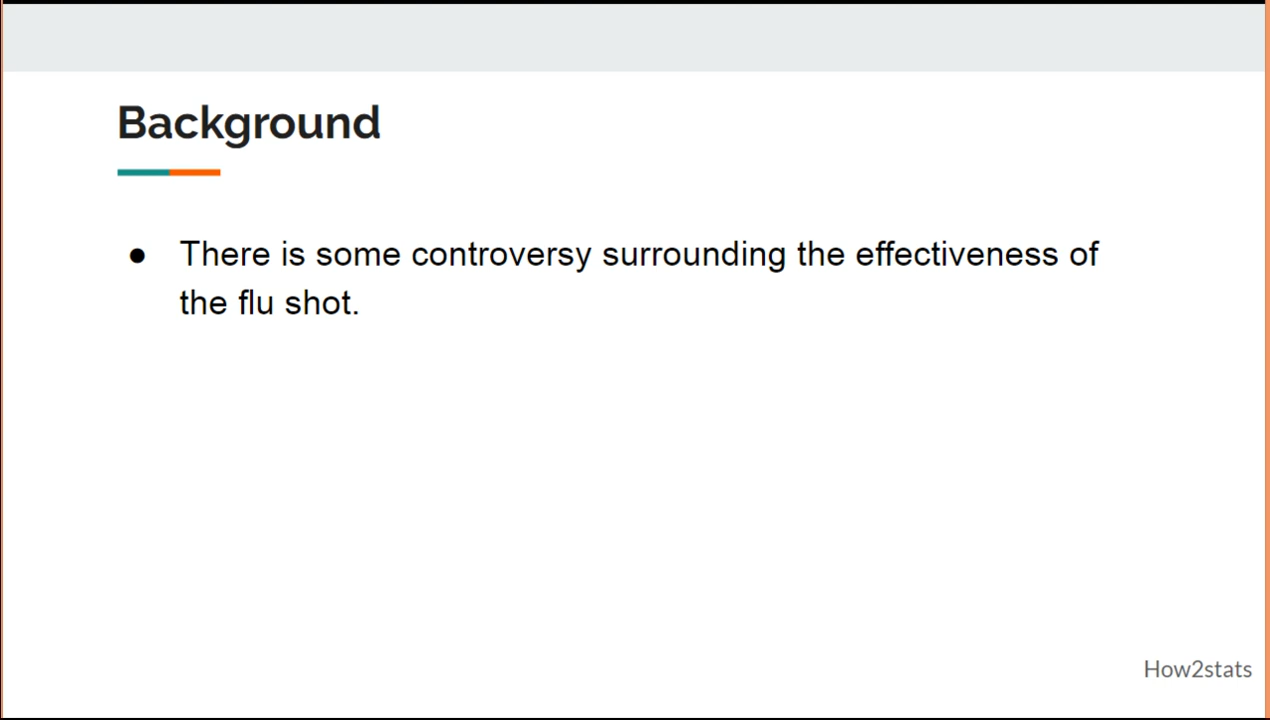 Background
● There is some controversy surrounding the effectiveness of
the flu shot.
How2stats